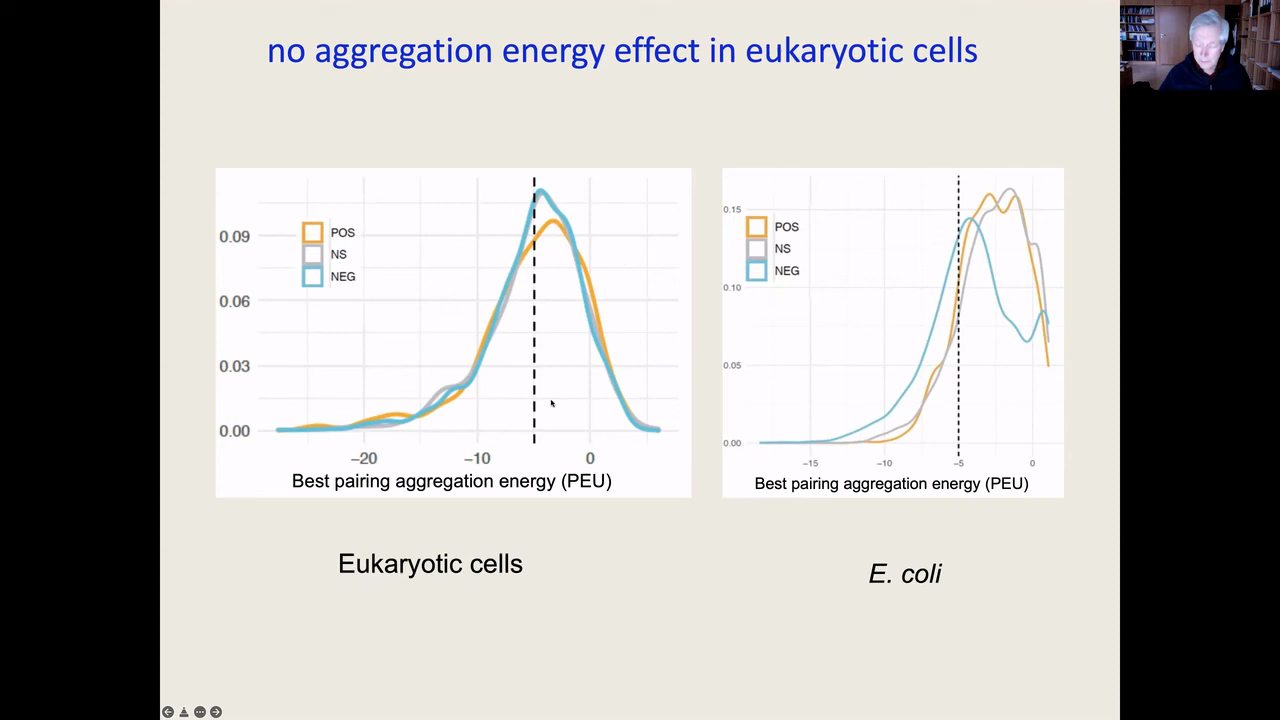 no aggregation energy effect in eukaryotic cells
POS
NS
NEG
0.09
0.06
0.03
0.00
−20 −10 0
Best pairing aggregation energy (PEU)
Eukaryotic cells
POS
NS
NEG
0.15
0.10
0.05
0.00
−15 −10 −5 0
Best pairing aggregation energy (PEU)
E. coli